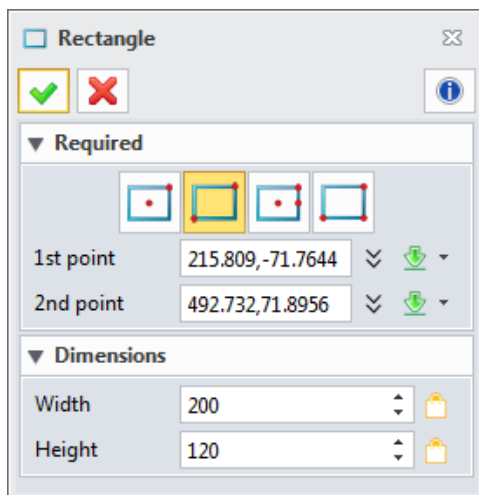 Rectangle
Required
1st point 215.809,-71.7644
2nd point 492.732,71.8956
Dimensions
Width 200
Height 120